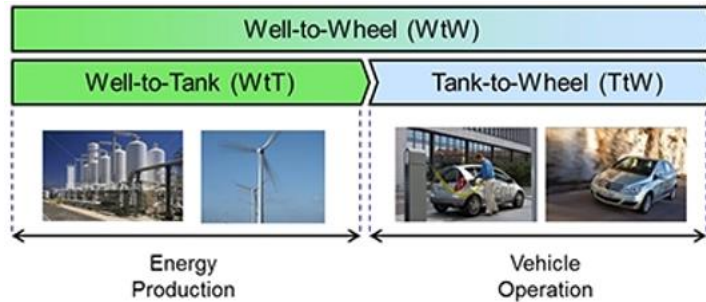 Well-to-Wheel (WtW)
Well-to-Tank (WtT)
Tank-to-Wheel (TtW)
Energy
Production
Vehicle
Operation